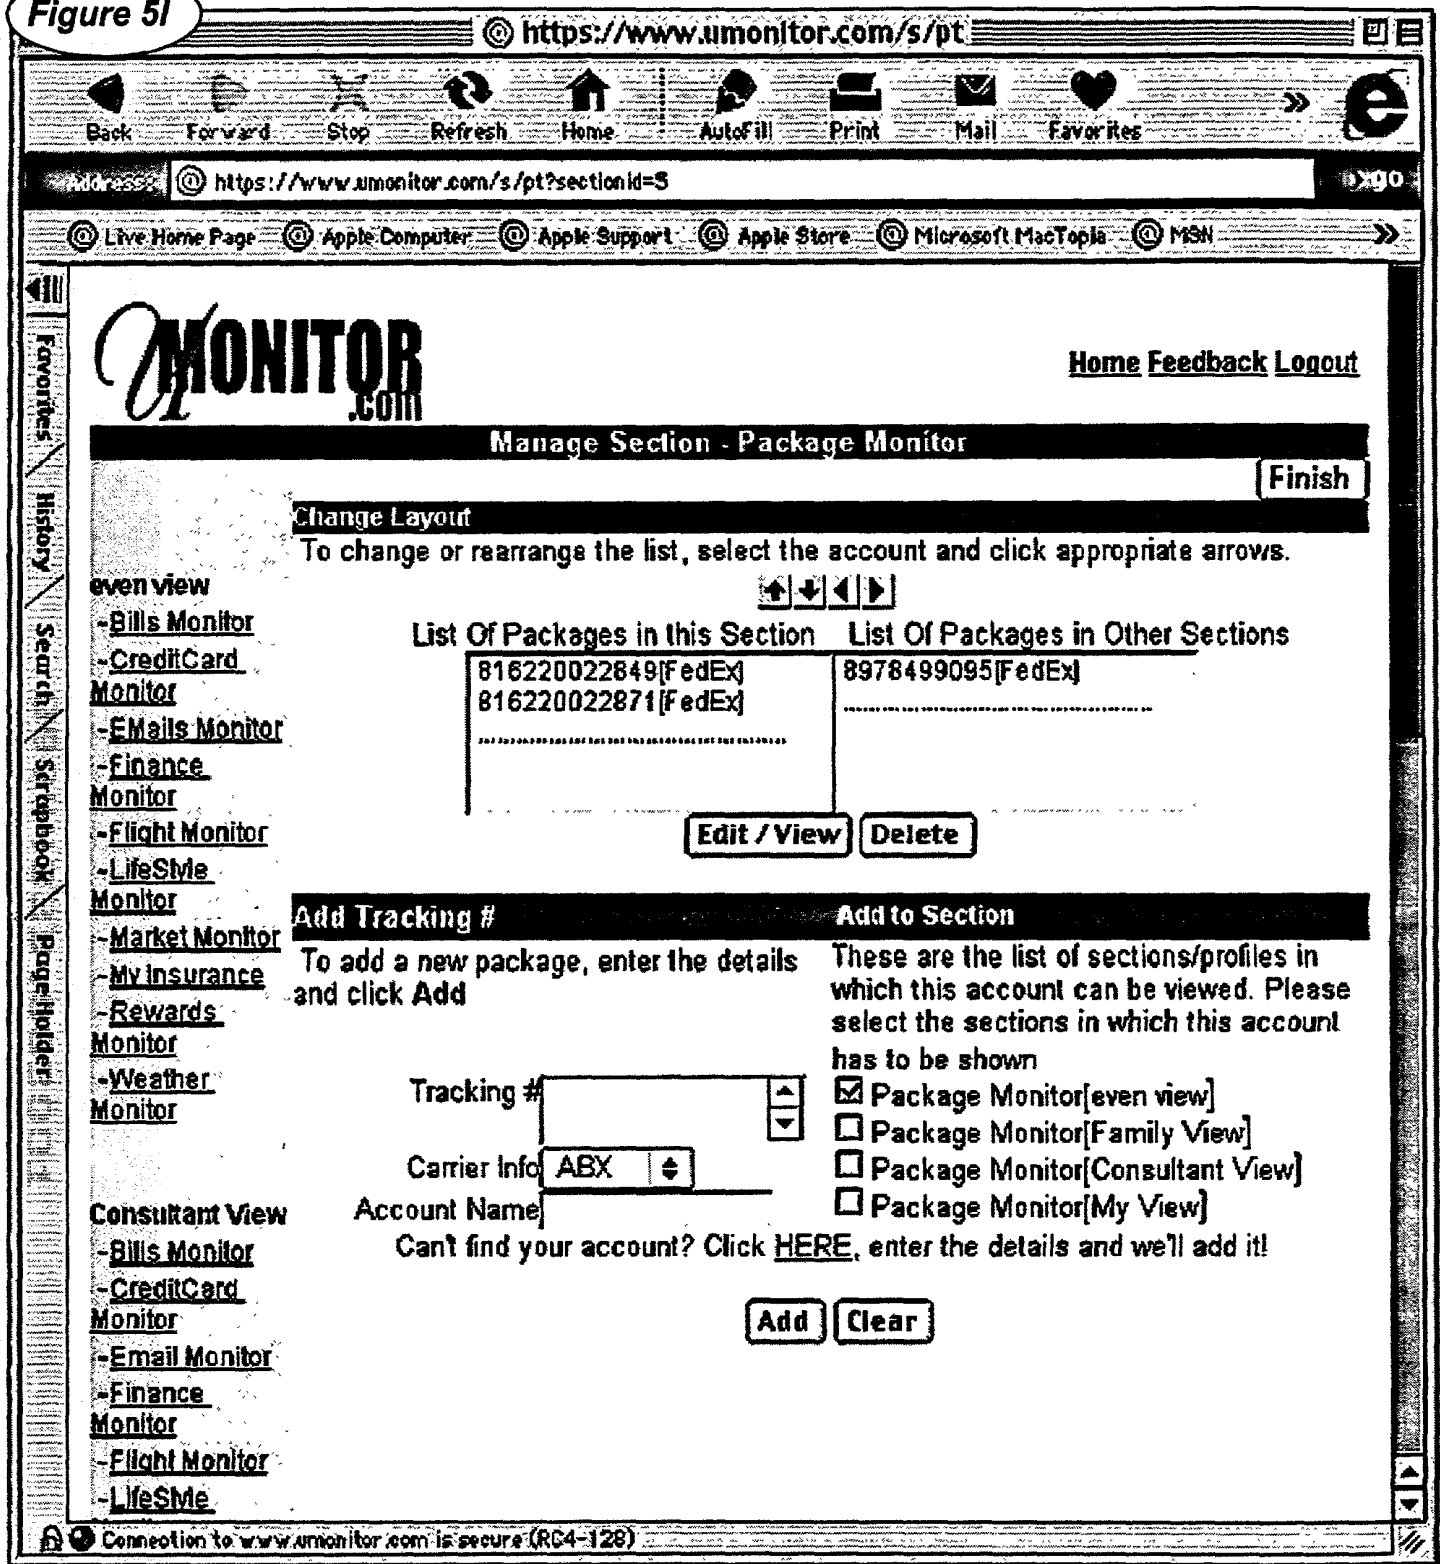 Figure 5I
https://www.umonitor.com/s/pt
Back Forward Stop Refresh Home AutoFill Print Mail Favorites
Address: https://www.umonitor.com/s/pt?sectionid=S go
Live Home Page Apple Computer Apple Support Apple Store Microsoft MacTopia MSN
Favorites
History
Search
Scrapbook
Page Holder
UMONITOR
.com
Home Feedback Logout
Manage Section - Package Monitor
Finish
Change Layout
To change or rearrange the list, select the account and click appropriate arrows.
List Of Packages in this Section List Of Packages in Other Sections
816220022849[FedEx] 8978499095[FedEx]
816220022871[FedEx]
Edit / View Delete
even view
-Bills Monitor
-CreditCard
Monitor
-EMails Monitor
-Finance
Monitor
-Flight Monitor
-LifeStyle
Monitor
-Market Monitor
-My Insurance
-Rewards
Monitor
-Weather
Monitor
Consultant View
-Bills Monitor
-CreditCard
Monitor
-Email Monitor
-Finance
Monitor
-Flight Monitor
-LifeStyle
Add Tracking #
To add a new package, enter the details
and click Add
Tracking #
Carrier Info ABX
Account Name
Add to Section
These are the list of sections/profiles in
which this account can be viewed. Please
select the sections in which this account
has to be shown
Package Monitor[even view]
Package Monitor[Family View]
Package Monitor[Consultant View]
Package Monitor[My View]
Can't find your account? Click HERE, enter the details and we'll add it!
Add Clear
Connection to www.umonitor.com is secure (RC4-128)